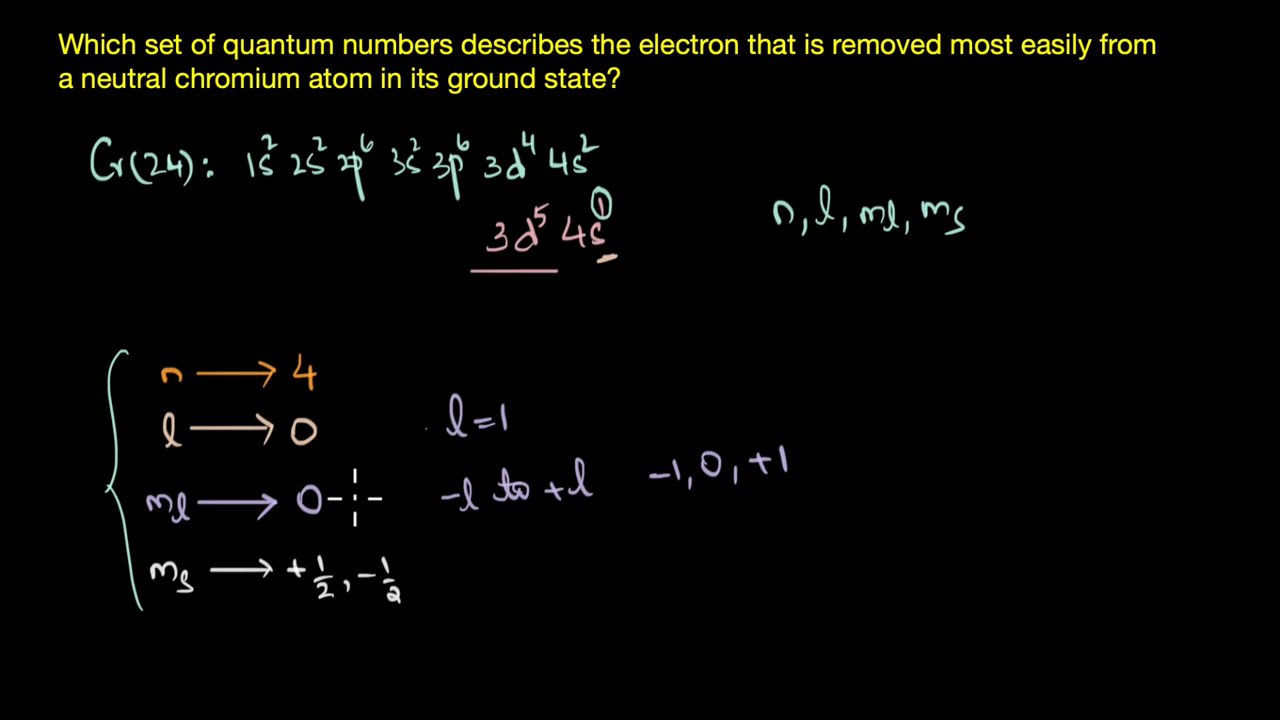 Which set of quantum numbers describes the electron that is removed most easily from
a neutral chromium atom in its ground state?
Cr(24): 1s² 2s² 2p⁶ 3s² 3p⁶ 3d⁴ 4s²
3d⁵ 4s¹
n, l, ml, ms
n → 4
l → 0
l = 1
ml → 0
-l to +l
-1, 0, +1
ms → +1/2, -1/2